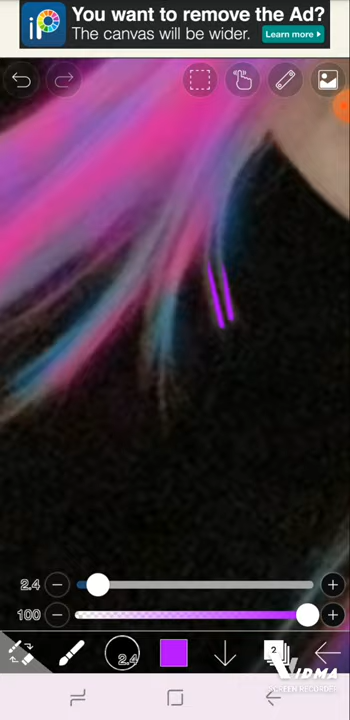 iP
You want to remove the Ad?
The canvas will be wider.
Learn more
2.4
100
2.4
2
VIDMA
SCREEN RECORDER